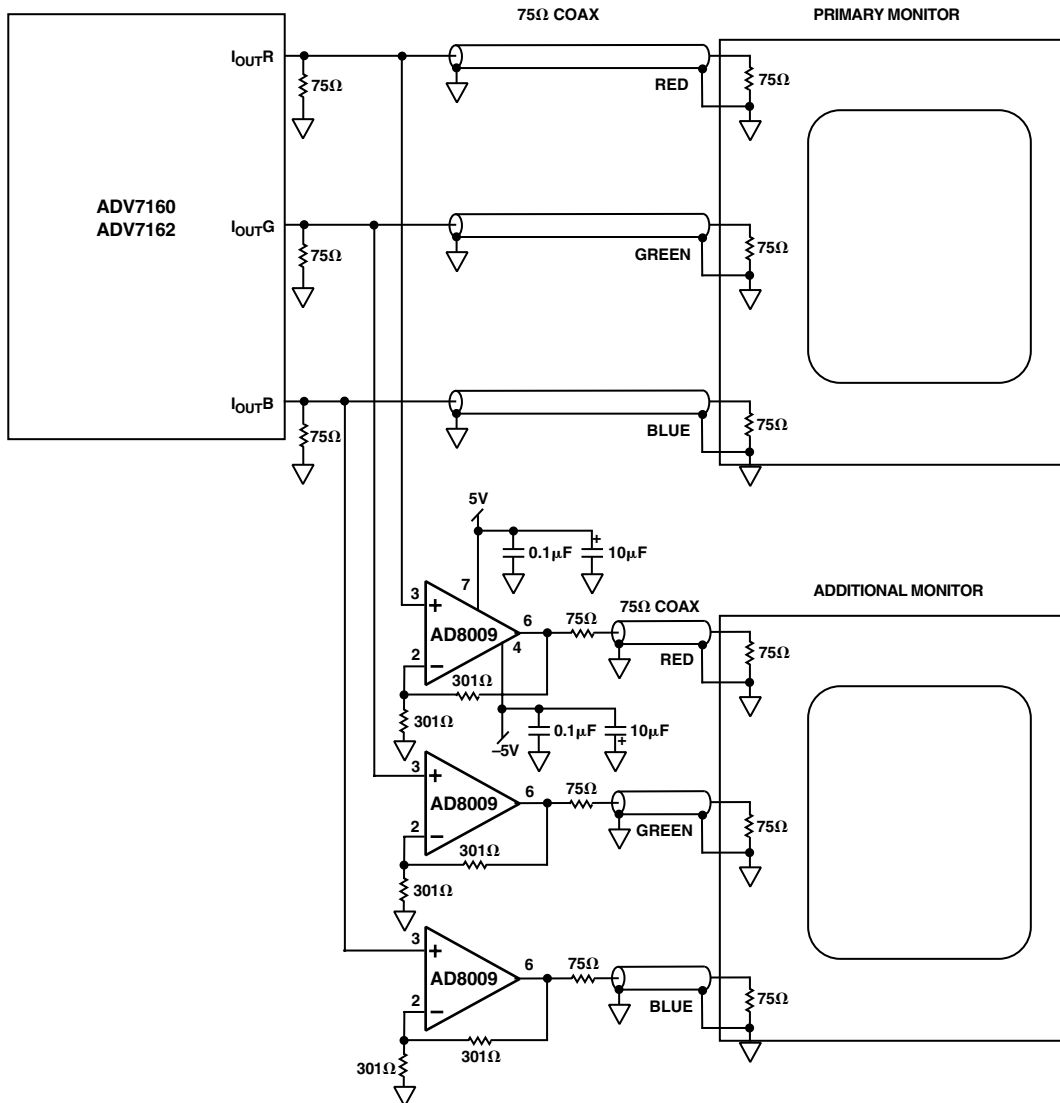 75Ω COAX
PRIMARY MONITOR
IOUTR
75Ω
RED
75Ω
ADV7160
ADV7162
IOUTG
75Ω
GREEN
75Ω
IOUTB
75Ω
BLUE
75Ω
5V
0.1µF
+
10µF
7
3
+
AD8009
6
4
2
–
301Ω
301Ω
75Ω
75Ω COAX
RED
ADDITIONAL MONITOR
75Ω
–5V
0.1µF
10µF
+
3
+
AD8009
6
2
–
301Ω
301Ω
75Ω
GREEN
75Ω
3
+
AD8009
6
2
–
301Ω
301Ω
75Ω
BLUE
75Ω